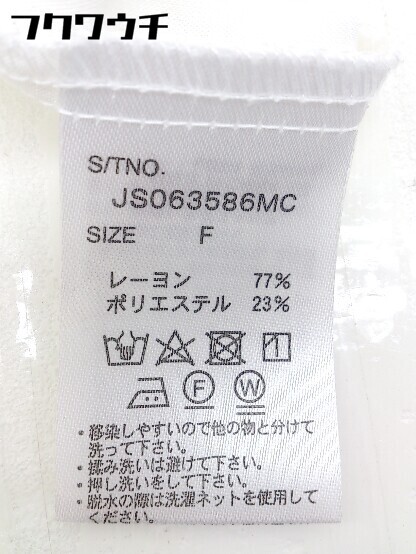 フクワウチ
S/TNO.
JS063586MC
SIZE F
レーヨン 77%
ポリエステル 23%
F W
・移染しやすいので他の物と分けて
洗って下さい。
・揉み洗いは避けて下さい。
・押し洗いをして下さい。
・脱水の際は洗濯ネットを使用して
ください。